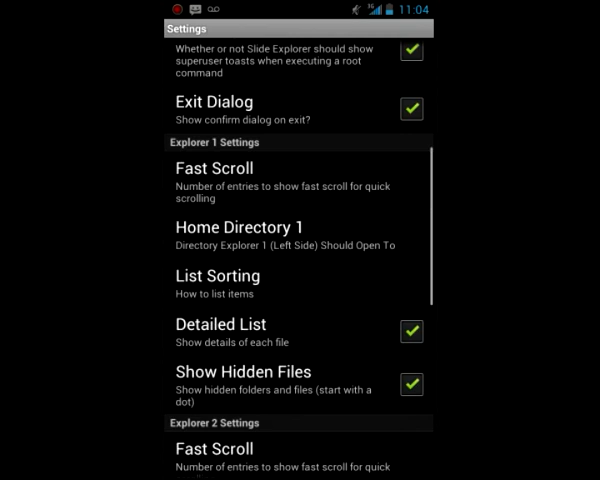 3G 11:04
Settings
Whether or not Slide Explorer should show
superuser toasts when executing a root
command
Exit Dialog
Show confirm dialog on exit?
Explorer 1 Settings
Fast Scroll
Number of entries to show fast scroll for quick
scrolling
Home Directory 1
Directory Explorer 1 (Left Side) Should Open To
List Sorting
How to list items
Detailed List
Show details of each file
Show Hidden Files
Show hidden folders and files (start with a
dot)
Explorer 2 Settings
Fast Scroll
Number of entries to show fast scroll for quick